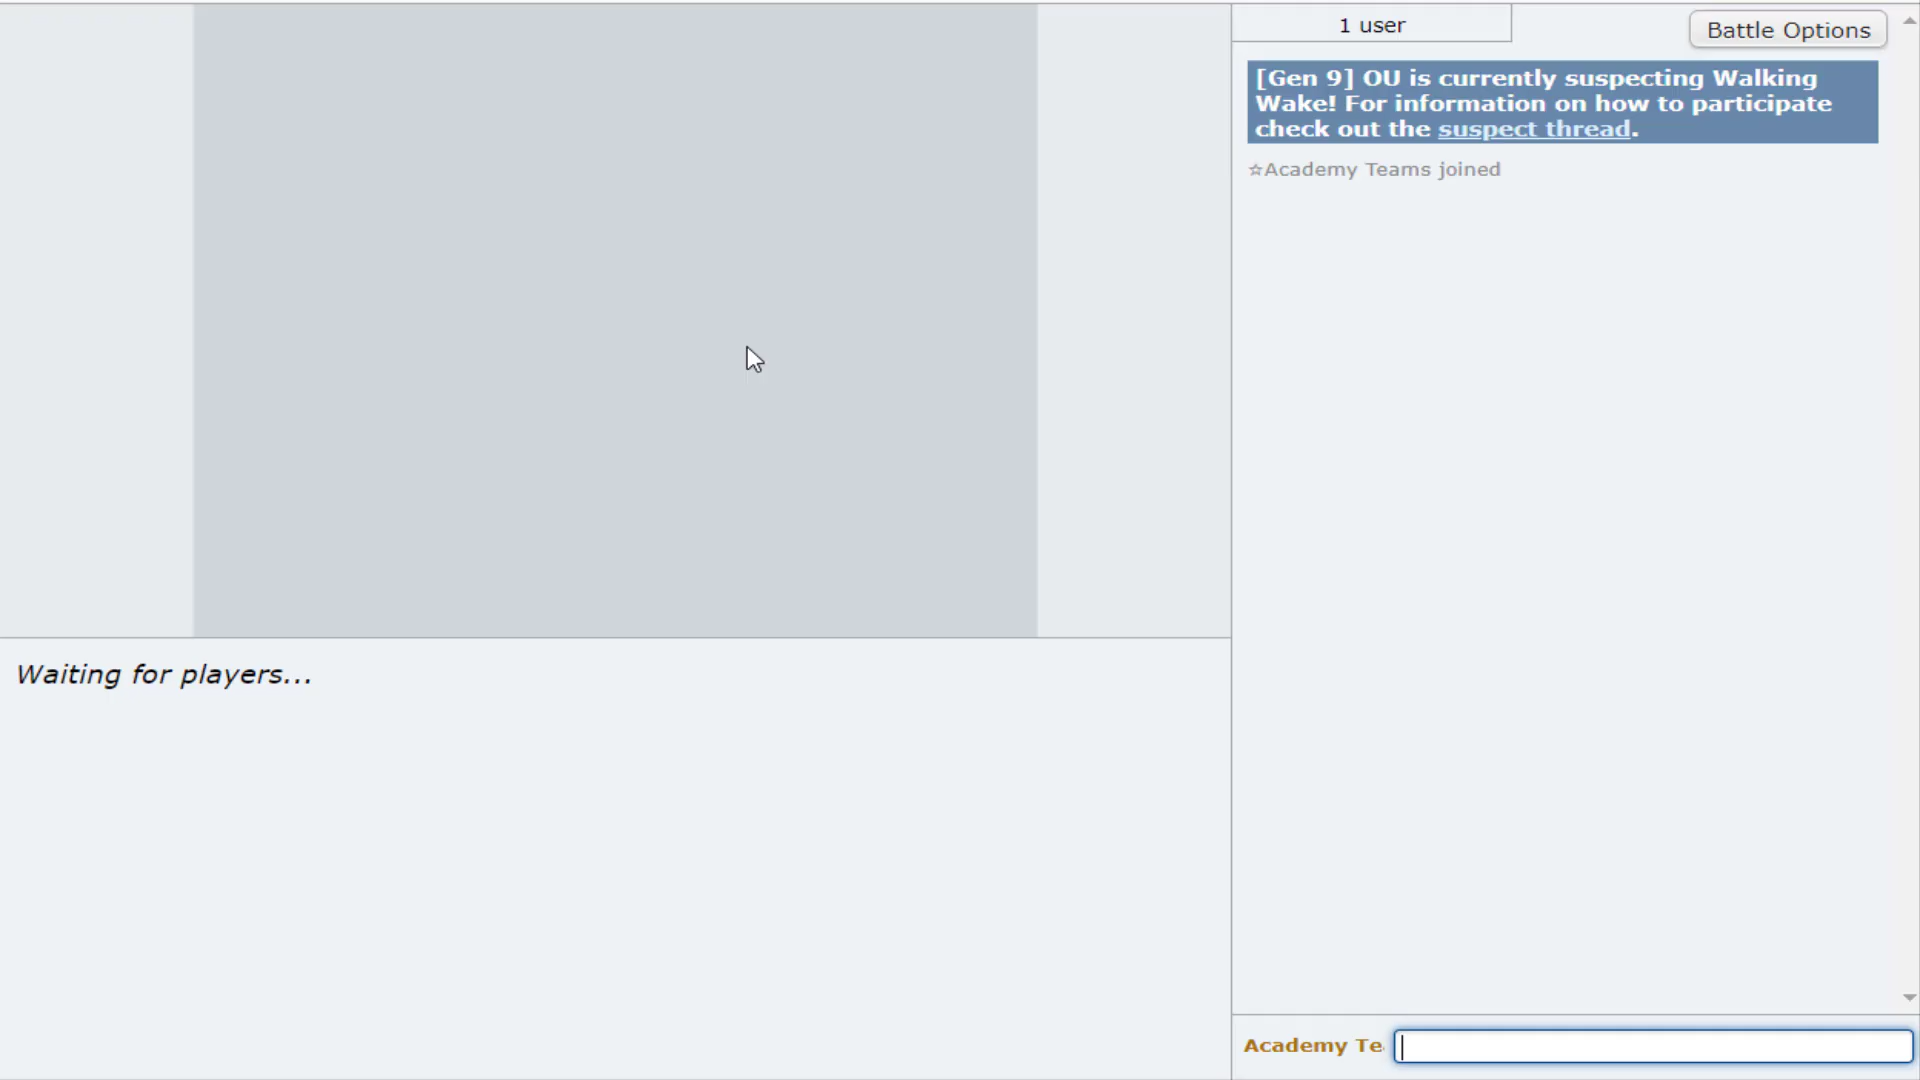 1 user
Battle Options
[Gen 9] OU is currently suspecting Walking
Wake! For information on how to participate
check out the suspect thread.
☆Academy Teams joined
Waiting for players...
Academy Te